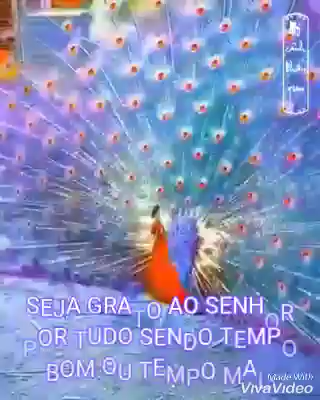 SEJA GRATO AO SENHOR
POR TUDO SENDO TEMPO
BOM OU TEMPO MAU
Made With
VivaVideo